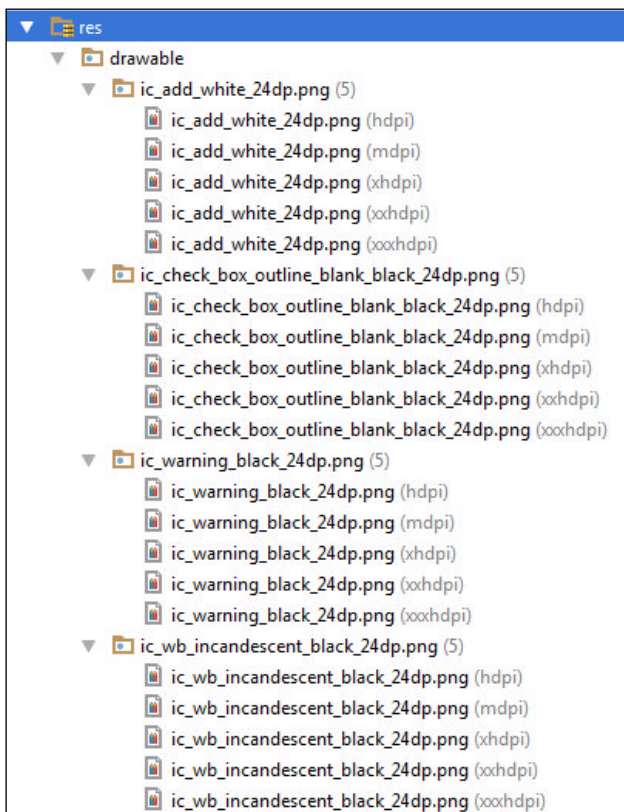 res
drawable
ic_add_white_24dp.png (5)
ic_add_white_24dp.png (hdpi)
ic_add_white_24dp.png (mdpi)
ic_add_white_24dp.png (xhdpi)
ic_add_white_24dp.png (xxhdpi)
ic_add_white_24dp.png (xxxhdpi)
ic_check_box_outline_blank_black_24dp.png (5)
ic_check_box_outline_blank_black_24dp.png (hdpi)
ic_check_box_outline_blank_black_24dp.png (mdpi)
ic_check_box_outline_blank_black_24dp.png (xhdpi)
ic_check_box_outline_blank_black_24dp.png (xxhdpi)
ic_check_box_outline_blank_black_24dp.png (xxxhdpi)
ic_warning_black_24dp.png (5)
ic_warning_black_24dp.png (hdpi)
ic_warning_black_24dp.png (mdpi)
ic_warning_black_24dp.png (xhdpi)
ic_warning_black_24dp.png (xxhdpi)
ic_warning_black_24dp.png (xxxhdpi)
ic_wb_incandescent_black_24dp.png (5)
ic_wb_incandescent_black_24dp.png (hdpi)
ic_wb_incandescent_black_24dp.png (mdpi)
ic_wb_incandescent_black_24dp.png (xhdpi)
ic_wb_incandescent_black_24dp.png (xxhdpi)
ic_wb_incandescent_black_24dp.png (xxxhdpi)